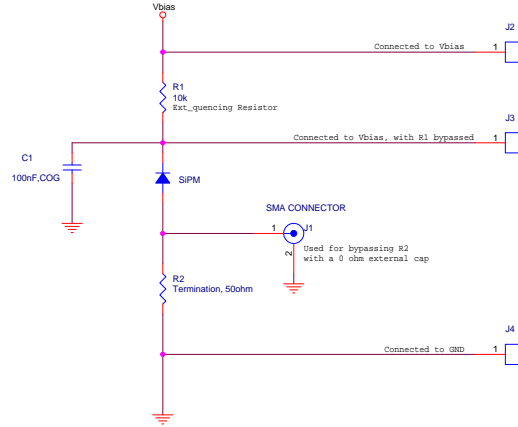 Vbias
J2
Connected to Vbias
1
R1
10k
Ext_quencing Resistor
J3
Connected to Vbias, with R1 bypassed
1
C1
100nF,COG
SiPM
SMA CONNECTOR
1
J1
2
Used for bypassing R2
with a 0 ohm external cap
R2
Termination, 50ohm
J4
Connected to GND
1